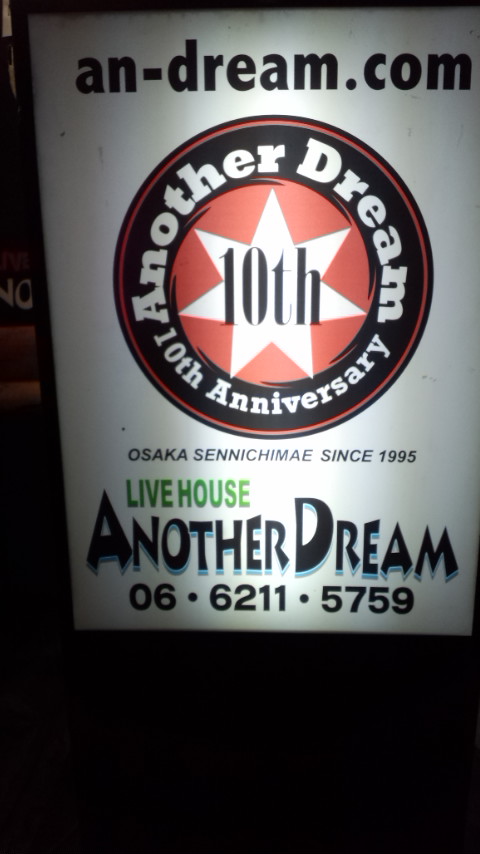 an-dream.com
Another Dream
10th
10th Anniversary
OSAKA SENNICHIMAE SINCE 1995
LIVE HOUSE
ANOTHER DREAM
06・6211・5759